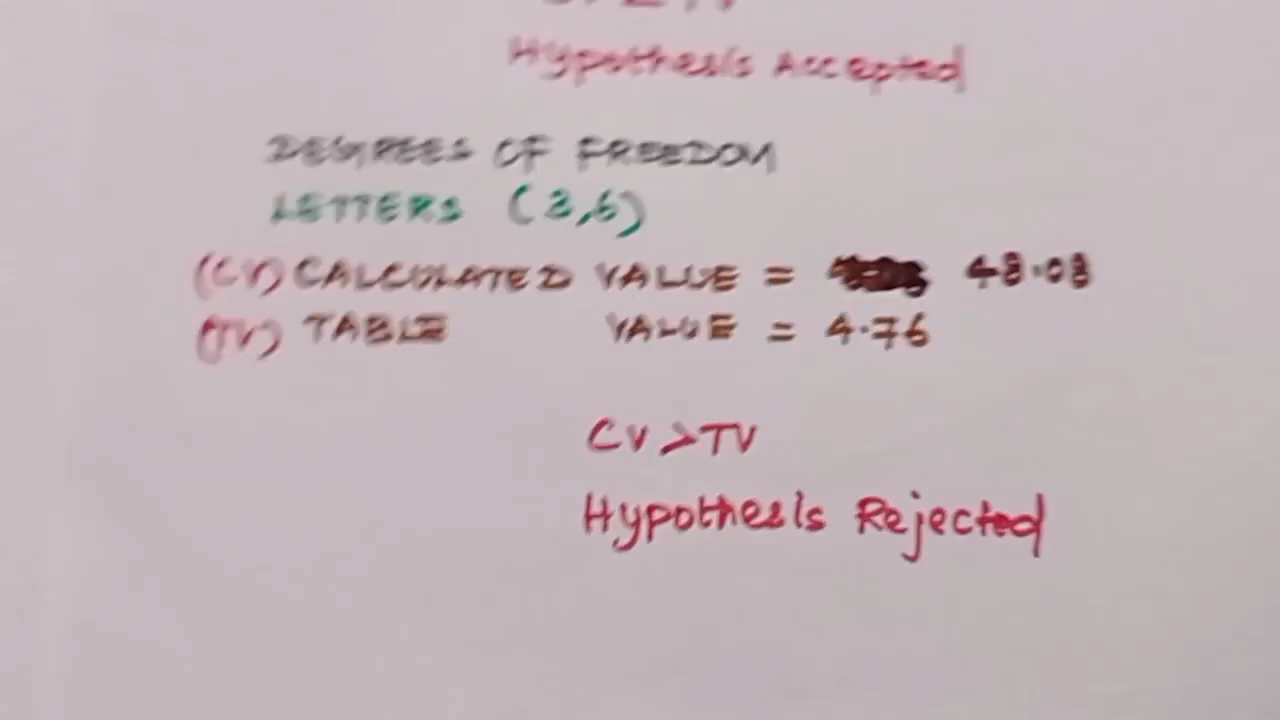 Hypothesis Accepted
DEGREES OF FREEDOM
LETTERS (3,6)
(CV) CALCULATED VALUE = 48.08
(TV) TABLE VALUE = 4.76
CV > TV
Hypothesis Rejected